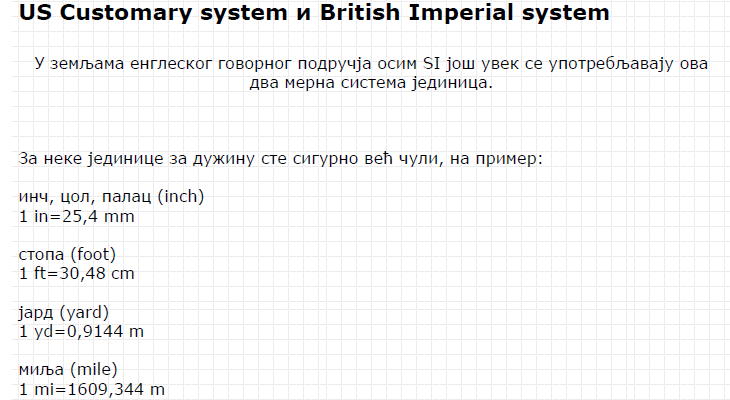 US Customary system и British Imperial system
У земљама енглеског говорног подручја осим SI још увек се употребљавају ова
два мерна система јединица.
За неке јединице за дужину сте сигурно већ чули, на пример:
инч, цол, палац (inch)
1 in=25,4 mm
стопа (foot)
1 ft=30,48 cm
јард (yard)
1 yd=0,9144 m
миља (mile)
1 mi=1609,344 m